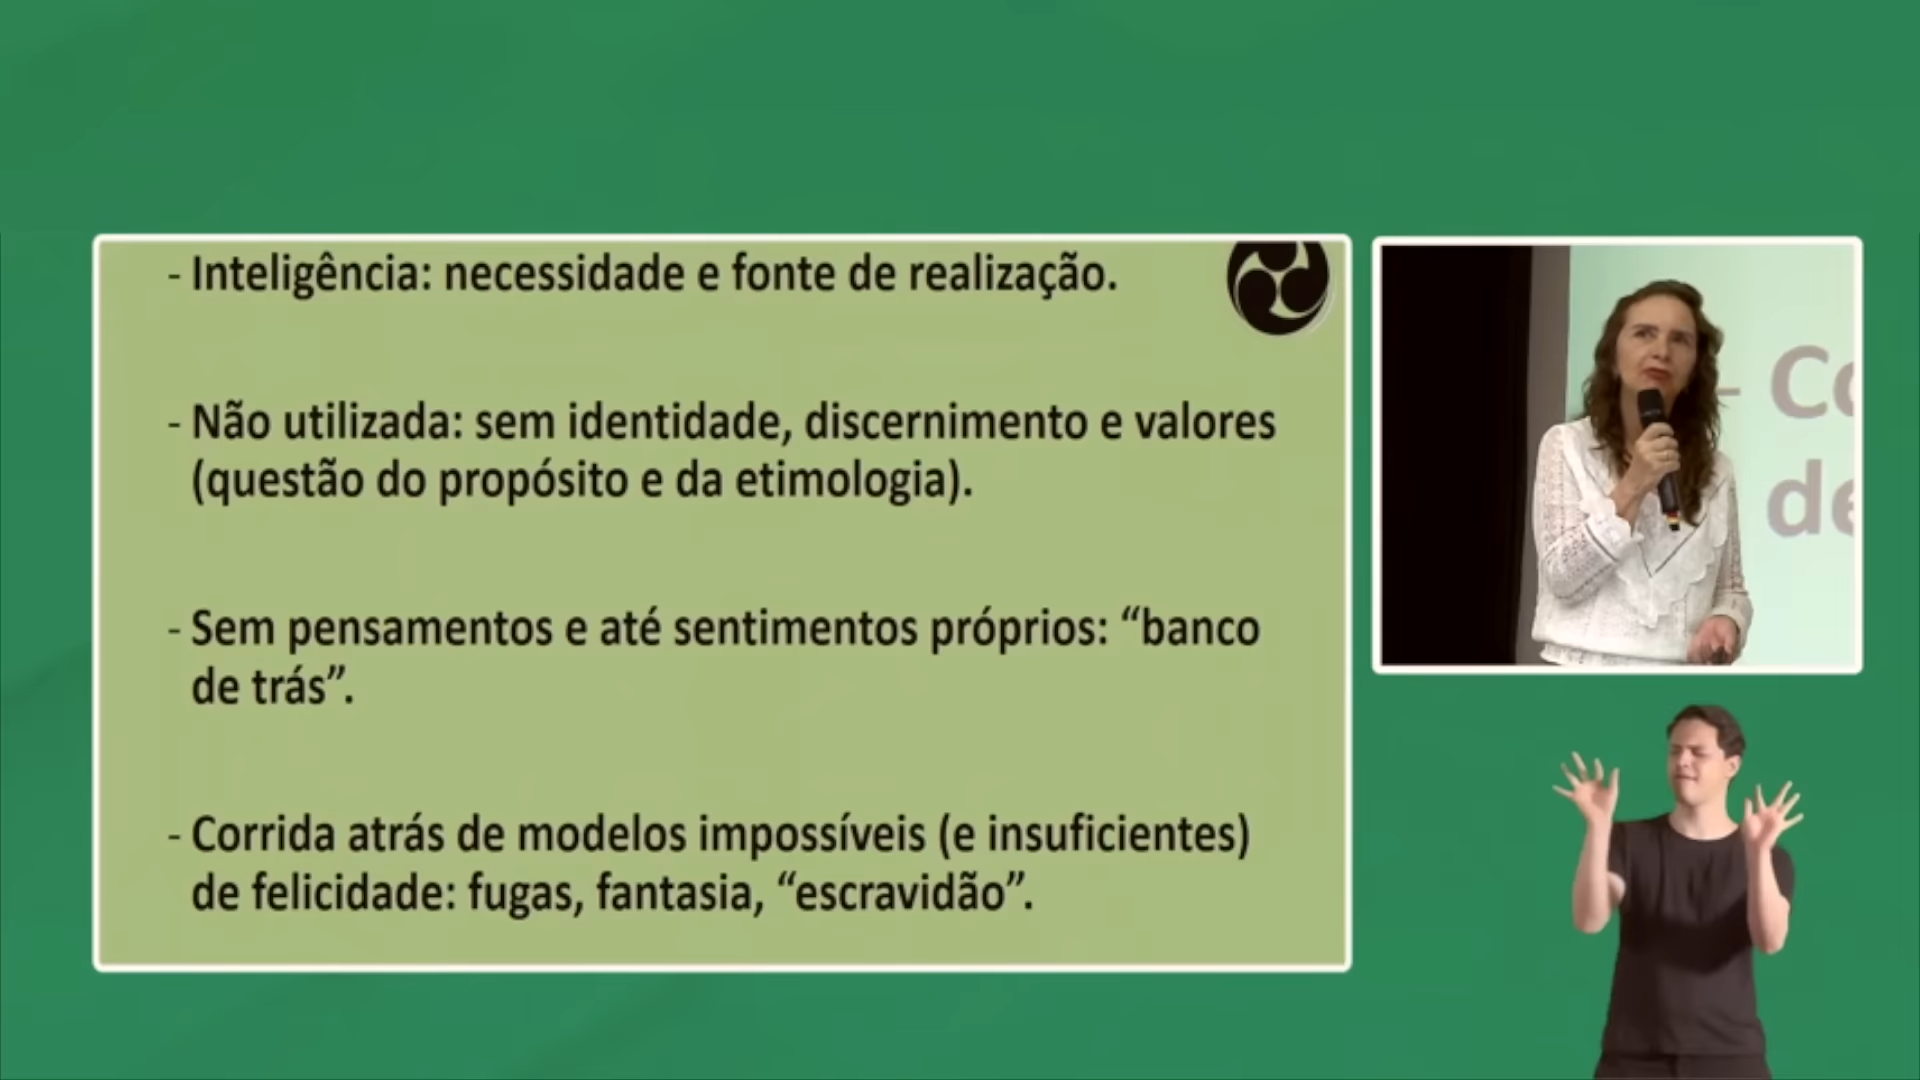 - Inteligência: necessidade e fonte de realização.
- Não utilizada: sem identidade, discernimento e valores
(questão do propósito e da etimologia).
- Sem pensamentos e até sentimentos próprios: “banco
de trás”.
- Corrida atrás de modelos impossíveis (e insuficientes)
de felicidade: fugas, fantasia, “escravidão”.